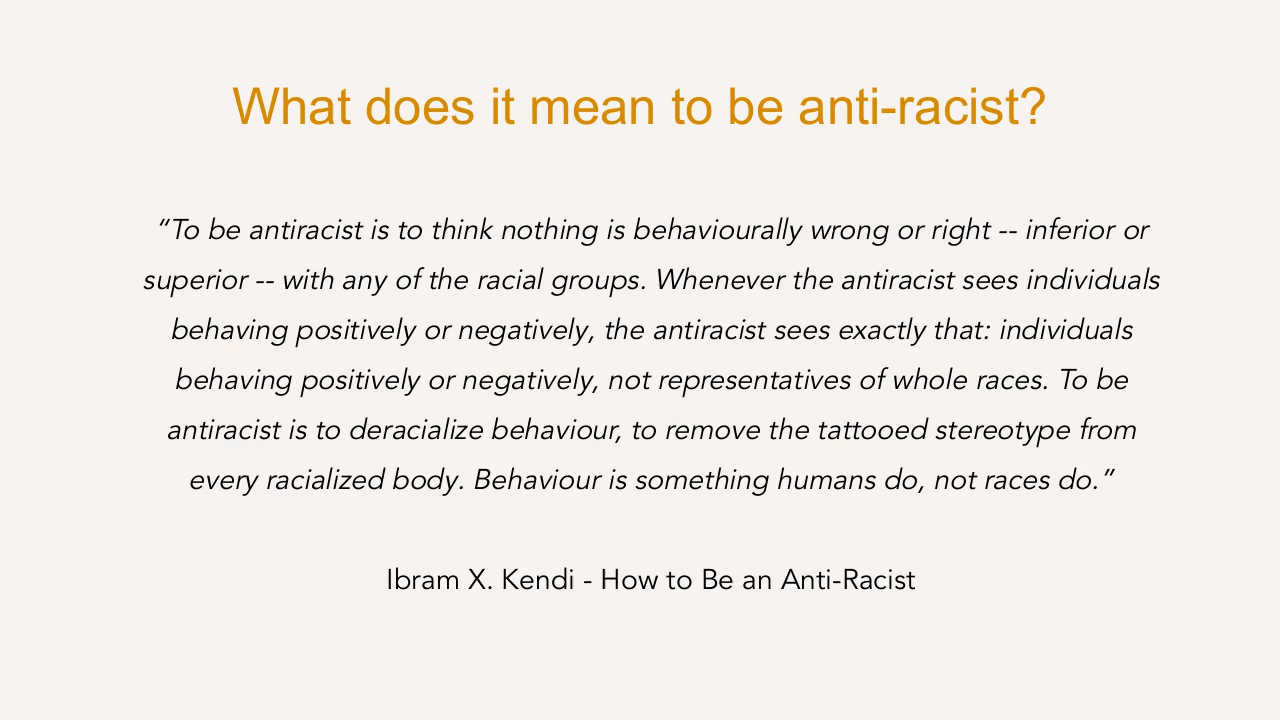 What does it mean to be anti-racist?
“To be antiracist is to think nothing is behaviourally wrong or right -- inferior or
superior -- with any of the racial groups. Whenever the antiracist sees individuals
behaving positively or negatively, the antiracist sees exactly that: individuals
behaving positively or negatively, not representatives of whole races. To be
antiracist is to deracialize behaviour, to remove the tattooed stereotype from
every racialized body. Behaviour is something humans do, not races do.”
Ibram X. Kendi - How to Be an Anti-Racist